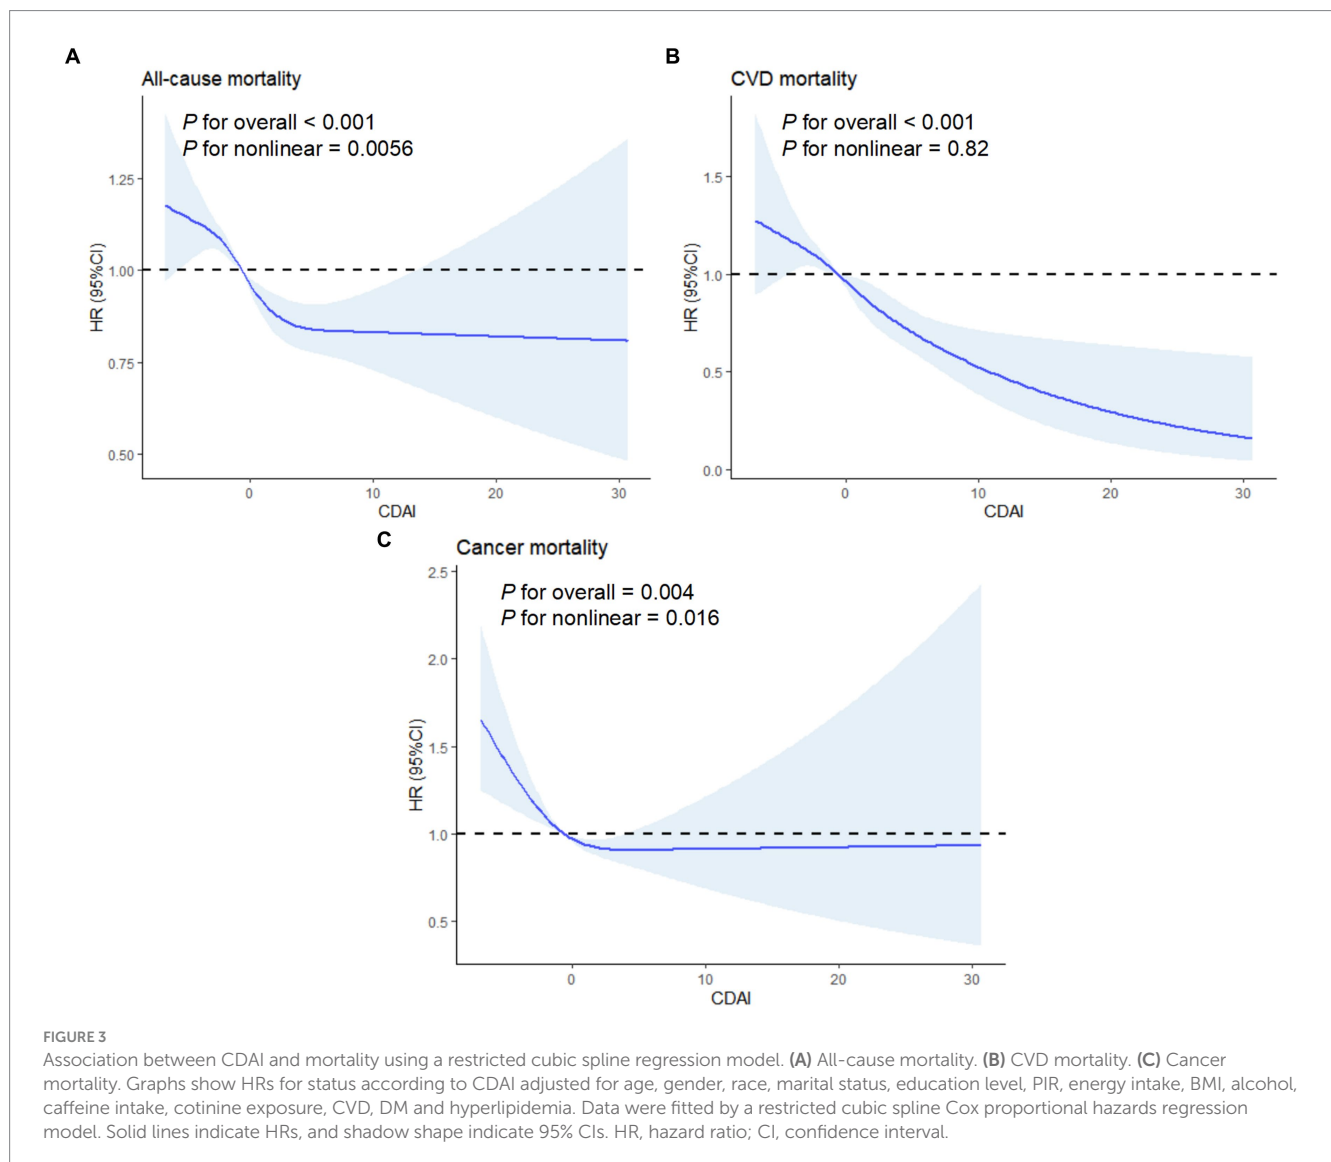 A
All-cause mortality
P for overall < 0.001
P for nonlinear = 0.0056
1.25
1.00
0.75
0.50
HR (95%CI)
0 10 20 30
CDAI
B
CVD mortality
P for overall < 0.001
P for nonlinear = 0.82
1.5
1.0
0.5
0.0
HR (95%CI)
0 10 20 30
CDAI
C
Cancer mortality
P for overall = 0.004
P for nonlinear = 0.016
2.5
2.0
1.5
1.0
0.5
HR (95%CI)
0 10 20 30
CDAI
FIGURE 3
Association between CDAI and mortality using a restricted cubic spline regression model. (A) All-cause mortality. (B) CVD mortality. (C) Cancer
mortality. Graphs show HRs for status according to CDAI adjusted for age, gender, race, marital status, education level, PIR, energy intake, BMI, alcohol,
caffeine intake, cotinine exposure, CVD, DM and hyperlipidemia. Data were fitted by a restricted cubic spline Cox proportional hazards regression
model. Solid lines indicate HRs, and shadow shape indicate 95% CIs. HR, hazard ratio; CI, confidence interval.